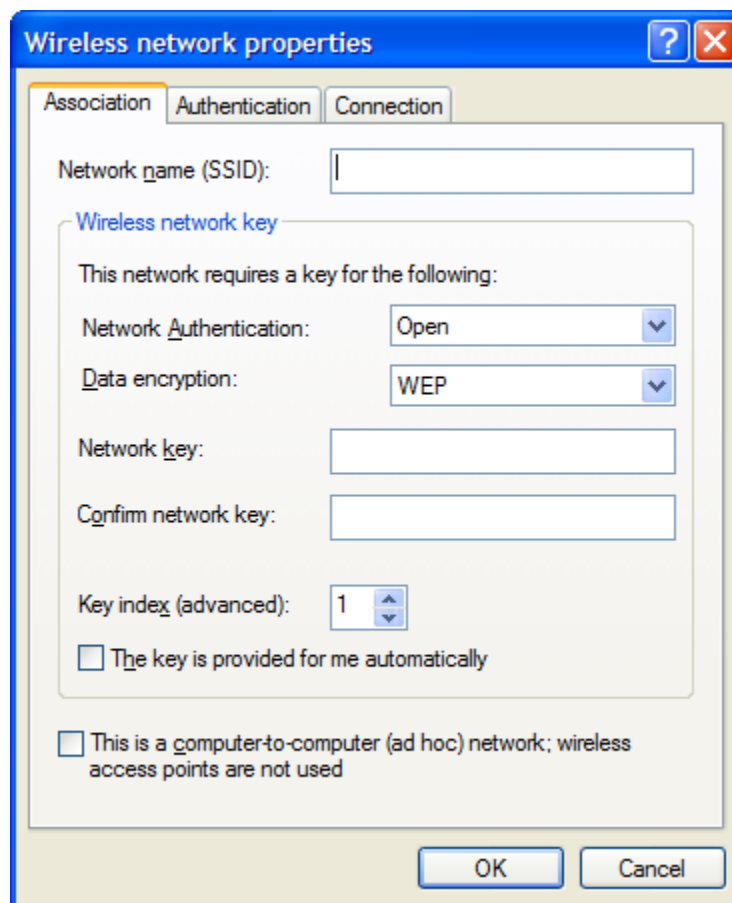 Wireless network properties
Association Authentication Connection
Network name (SSID):
Wireless network key
This network requires a key for the following:
Network Authentication: Open
Data encryption: WEP
Network key:
Confirm network key:
Key index (advanced): 1
The key is provided for me automatically
This is a computer-to-computer (ad hoc) network; wireless
access points are not used
OK Cancel